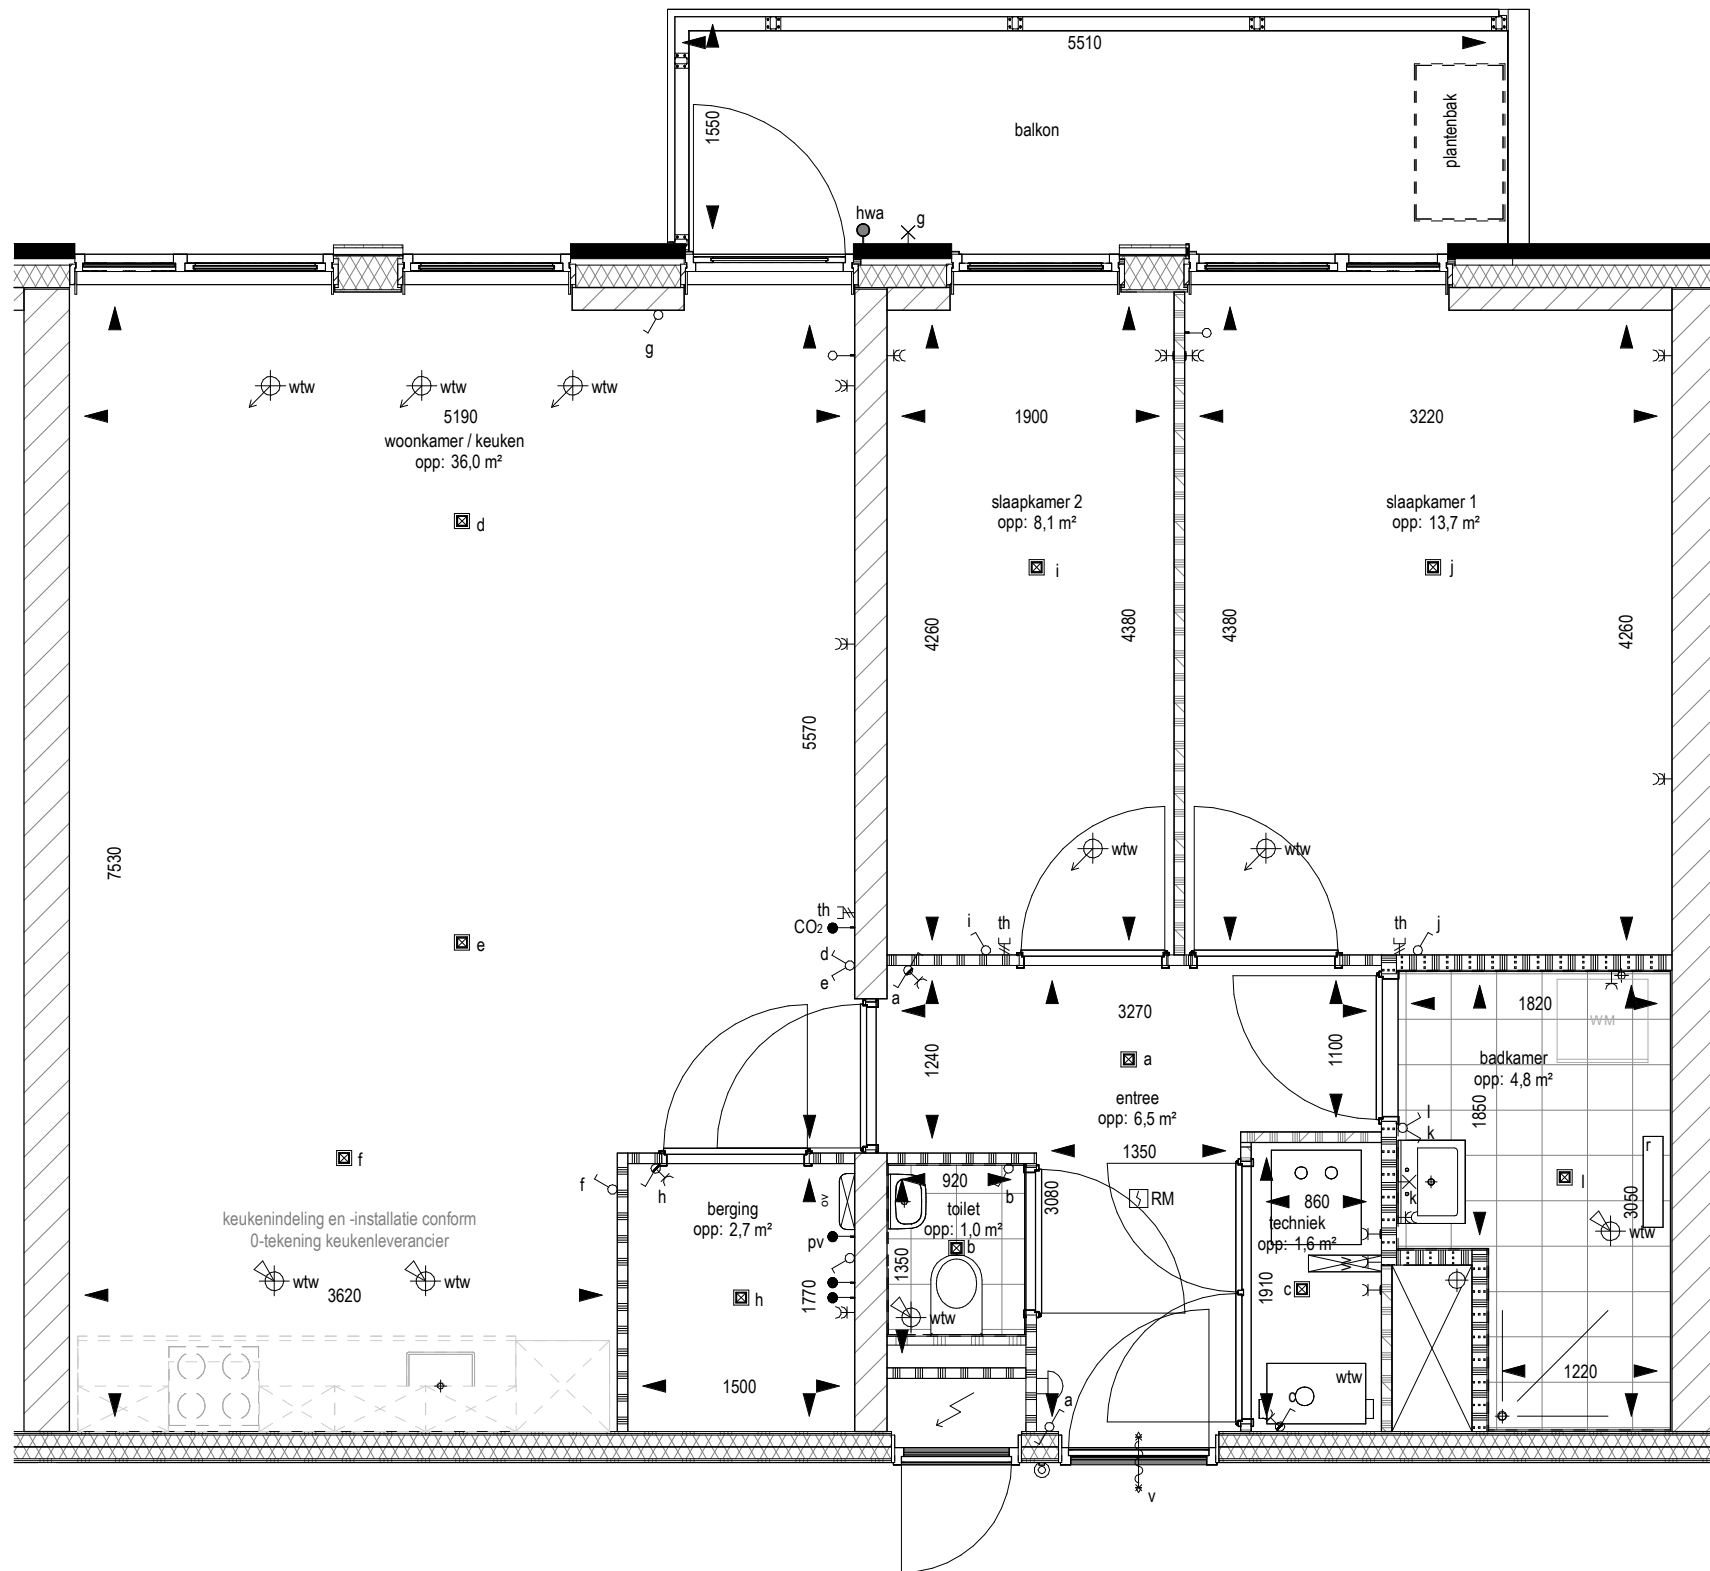 5510
1550
balkon
plantenbak
hwa
g
g
wtw
wtw
wtw
5190
woonkamer / keuken
opp: 36,0 m²
1900
3220
slaapkamer 2
opp: 8,1 m²
slaapkamer 1
opp: 13,7 m²
d
i
j
4260
4380
4380
4260
5570
7530
wtw
wtw
th
CO2
d
e
e
i
th
th
j
a
3270
1820
WM
1240
a
1100
badkamer
opp: 4,8 m²
entree
opp: 6,5 m²
1850
l
k
1350
f
f
h
920
b
3080
RM
860
k
r
l
3050
berging
opp: 2,7 m²
ov
toilet
opp: 1,0 m²
techniek
opp: 1,6 m²
keukenindeling en -installatie conform
0-tekening keukenleverancier
pv
b
wtw
wtw
wtw
3620
h
1770
1350
wtw
1910
c
1500
a
wtw
c
1220
v